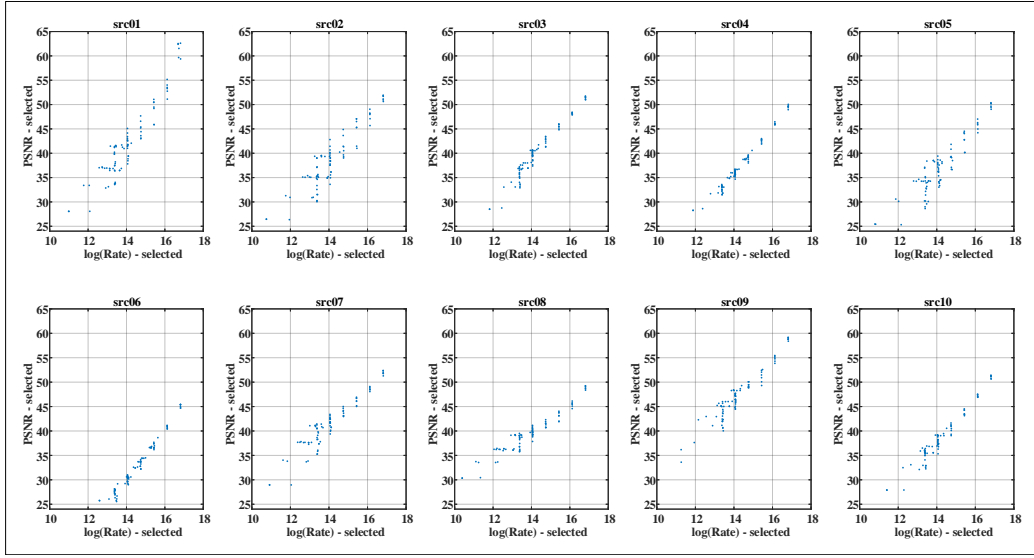 src01 src02 src03 src04 src05
65 65 65 65 65
60 60 60 60 60
55 55 55 55 55
50 50 50 50 50
45 45 45 45 45
40 40 40 40 40
35 35 35 35 35
30 30 30 30 30
25 25 25 25 25
PSNR - selected PSNR - selected PSNR - selected PSNR - selected PSNR - selected
10 12 14 16 18 10 12 14 16 18 10 12 14 16 18 10 12 14 16 18 10 12 14 16 18
log(Rate) - selected log(Rate) - selected log(Rate) - selected log(Rate) - selected log(Rate) - selected
src06 src07 src08 src09 src10
65 65 65 65 65
60 60 60 60 60
55 55 55 55 55
50 50 50 50 50
45 45 45 45 45
40 40 40 40 40
35 35 35 35 35
30 30 30 30 30
25 25 25 25 25
PSNR - selected PSNR - selected PSNR - selected PSNR - selected PSNR - selected
10 12 14 16 18 10 12 14 16 18 10 12 14 16 18 10 12 14 16 18 10 12 14 16 18
log(Rate) - selected log(Rate) - selected log(Rate) - selected log(Rate) - selected log(Rate) - selected